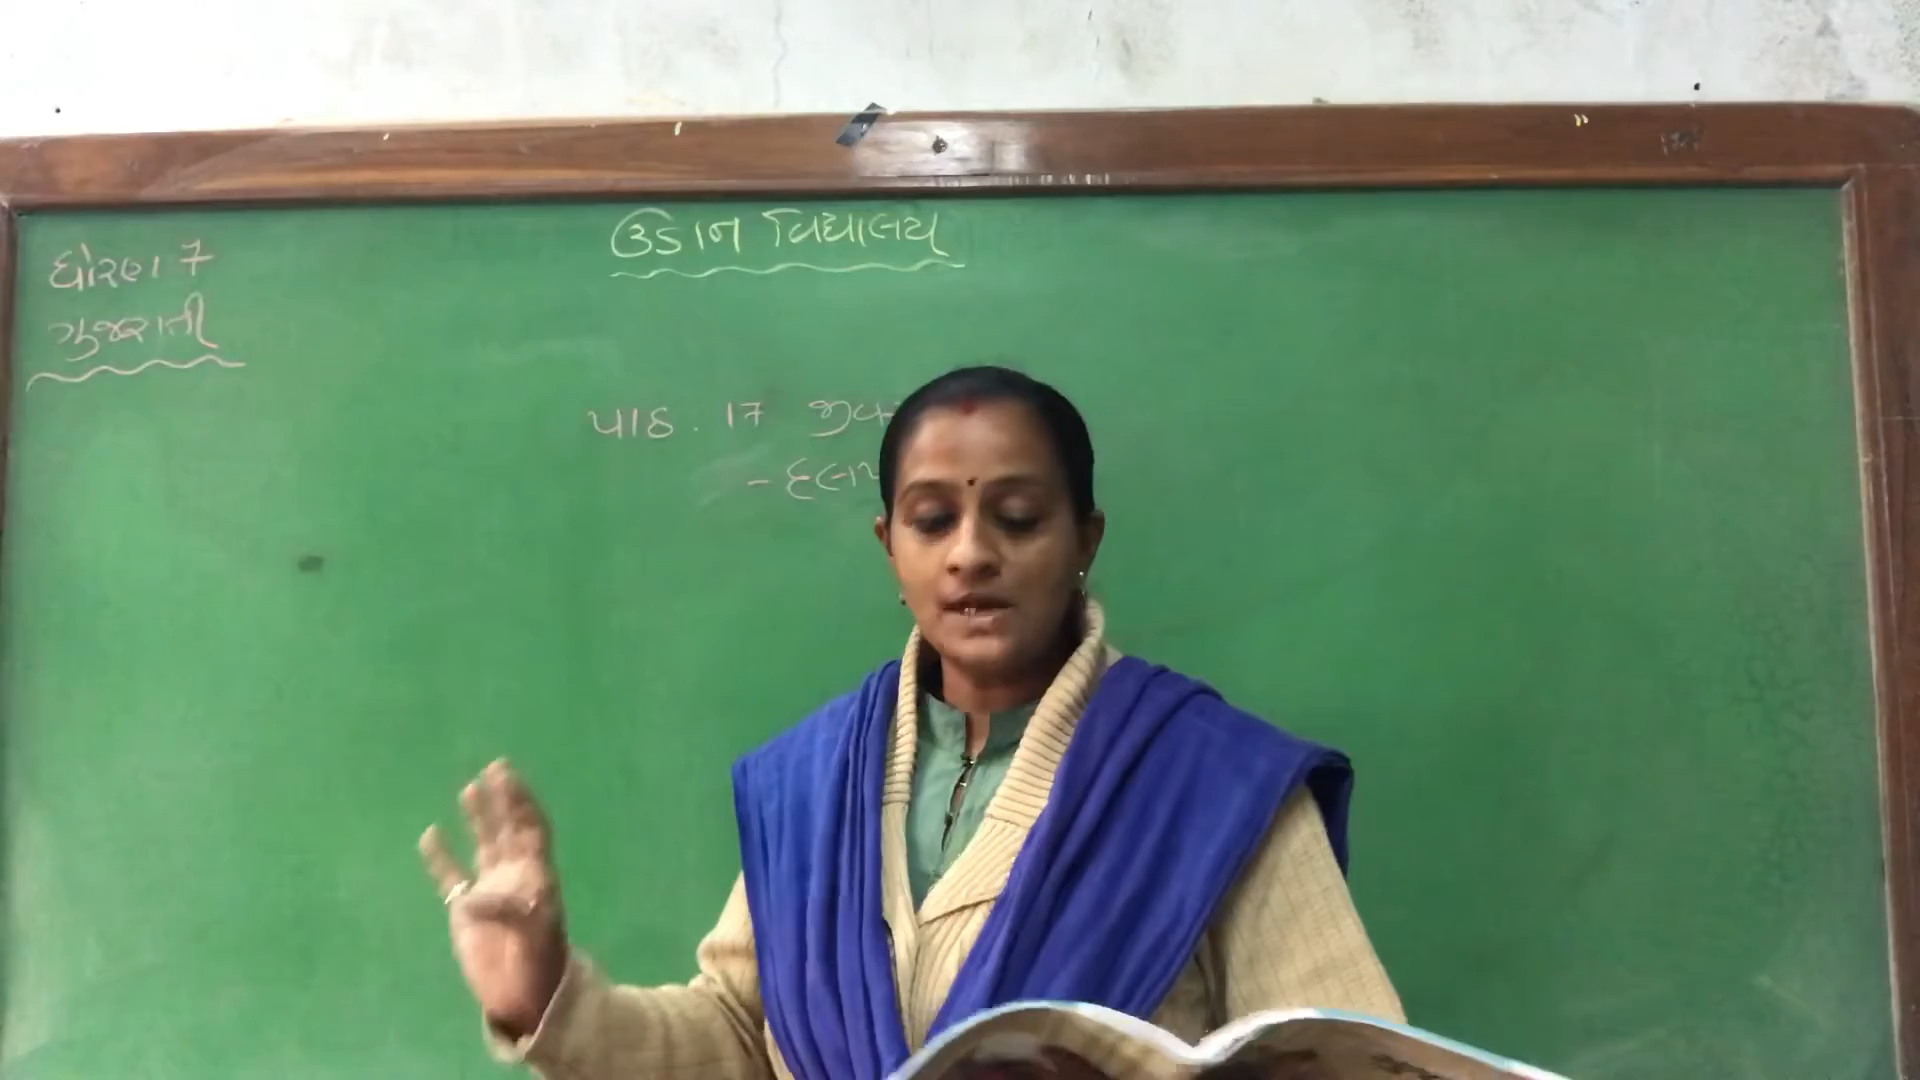 ઉડાન વિદ્યાલય
ધોરણ 7
ગુજરાતી
પાઠ. 17